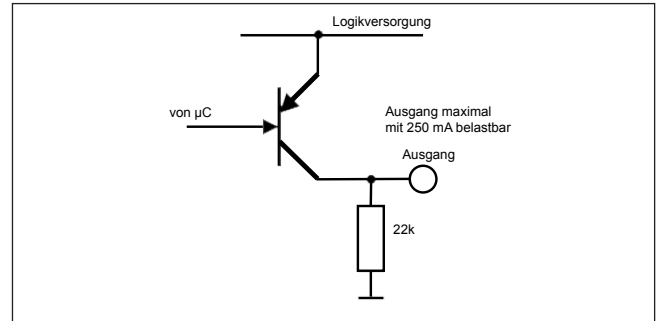 Logikversorgung
von µC
Ausgang maximal
mit 250 mA belastbar
Ausgang
22k